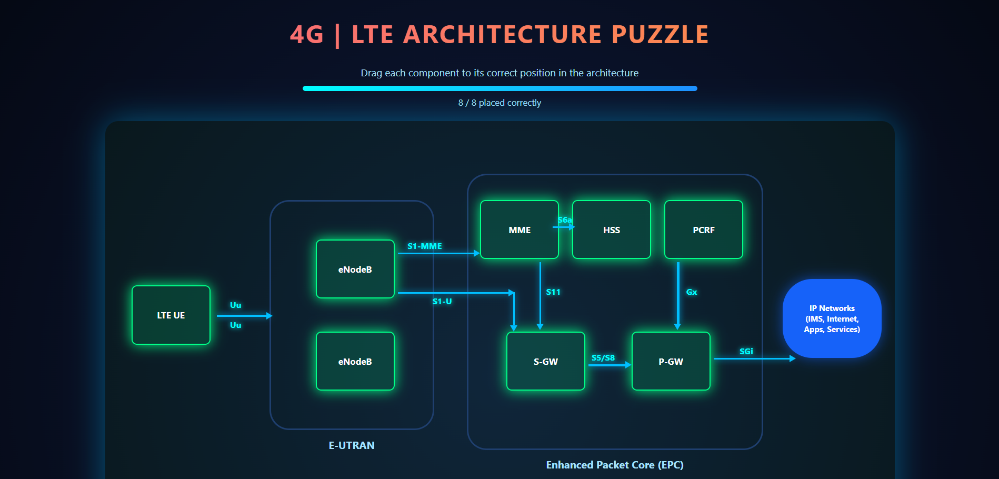 4G | LTE ARCHITECTURE PUZZLE
Drag each component to its correct position in the architecture
8 / 8 placed correctly
MME
S6a
HSS
PCRF
S1-MME
eNodeB
S11
Gx
LTE UE
Uu
Uu
S1-U
IP Networks
(IMS, Internet,
Apps, Services)
eNodeB
S-GW
S5/S8
P-GW
SGi
E-UTRAN
Enhanced Packet Core (EPC)